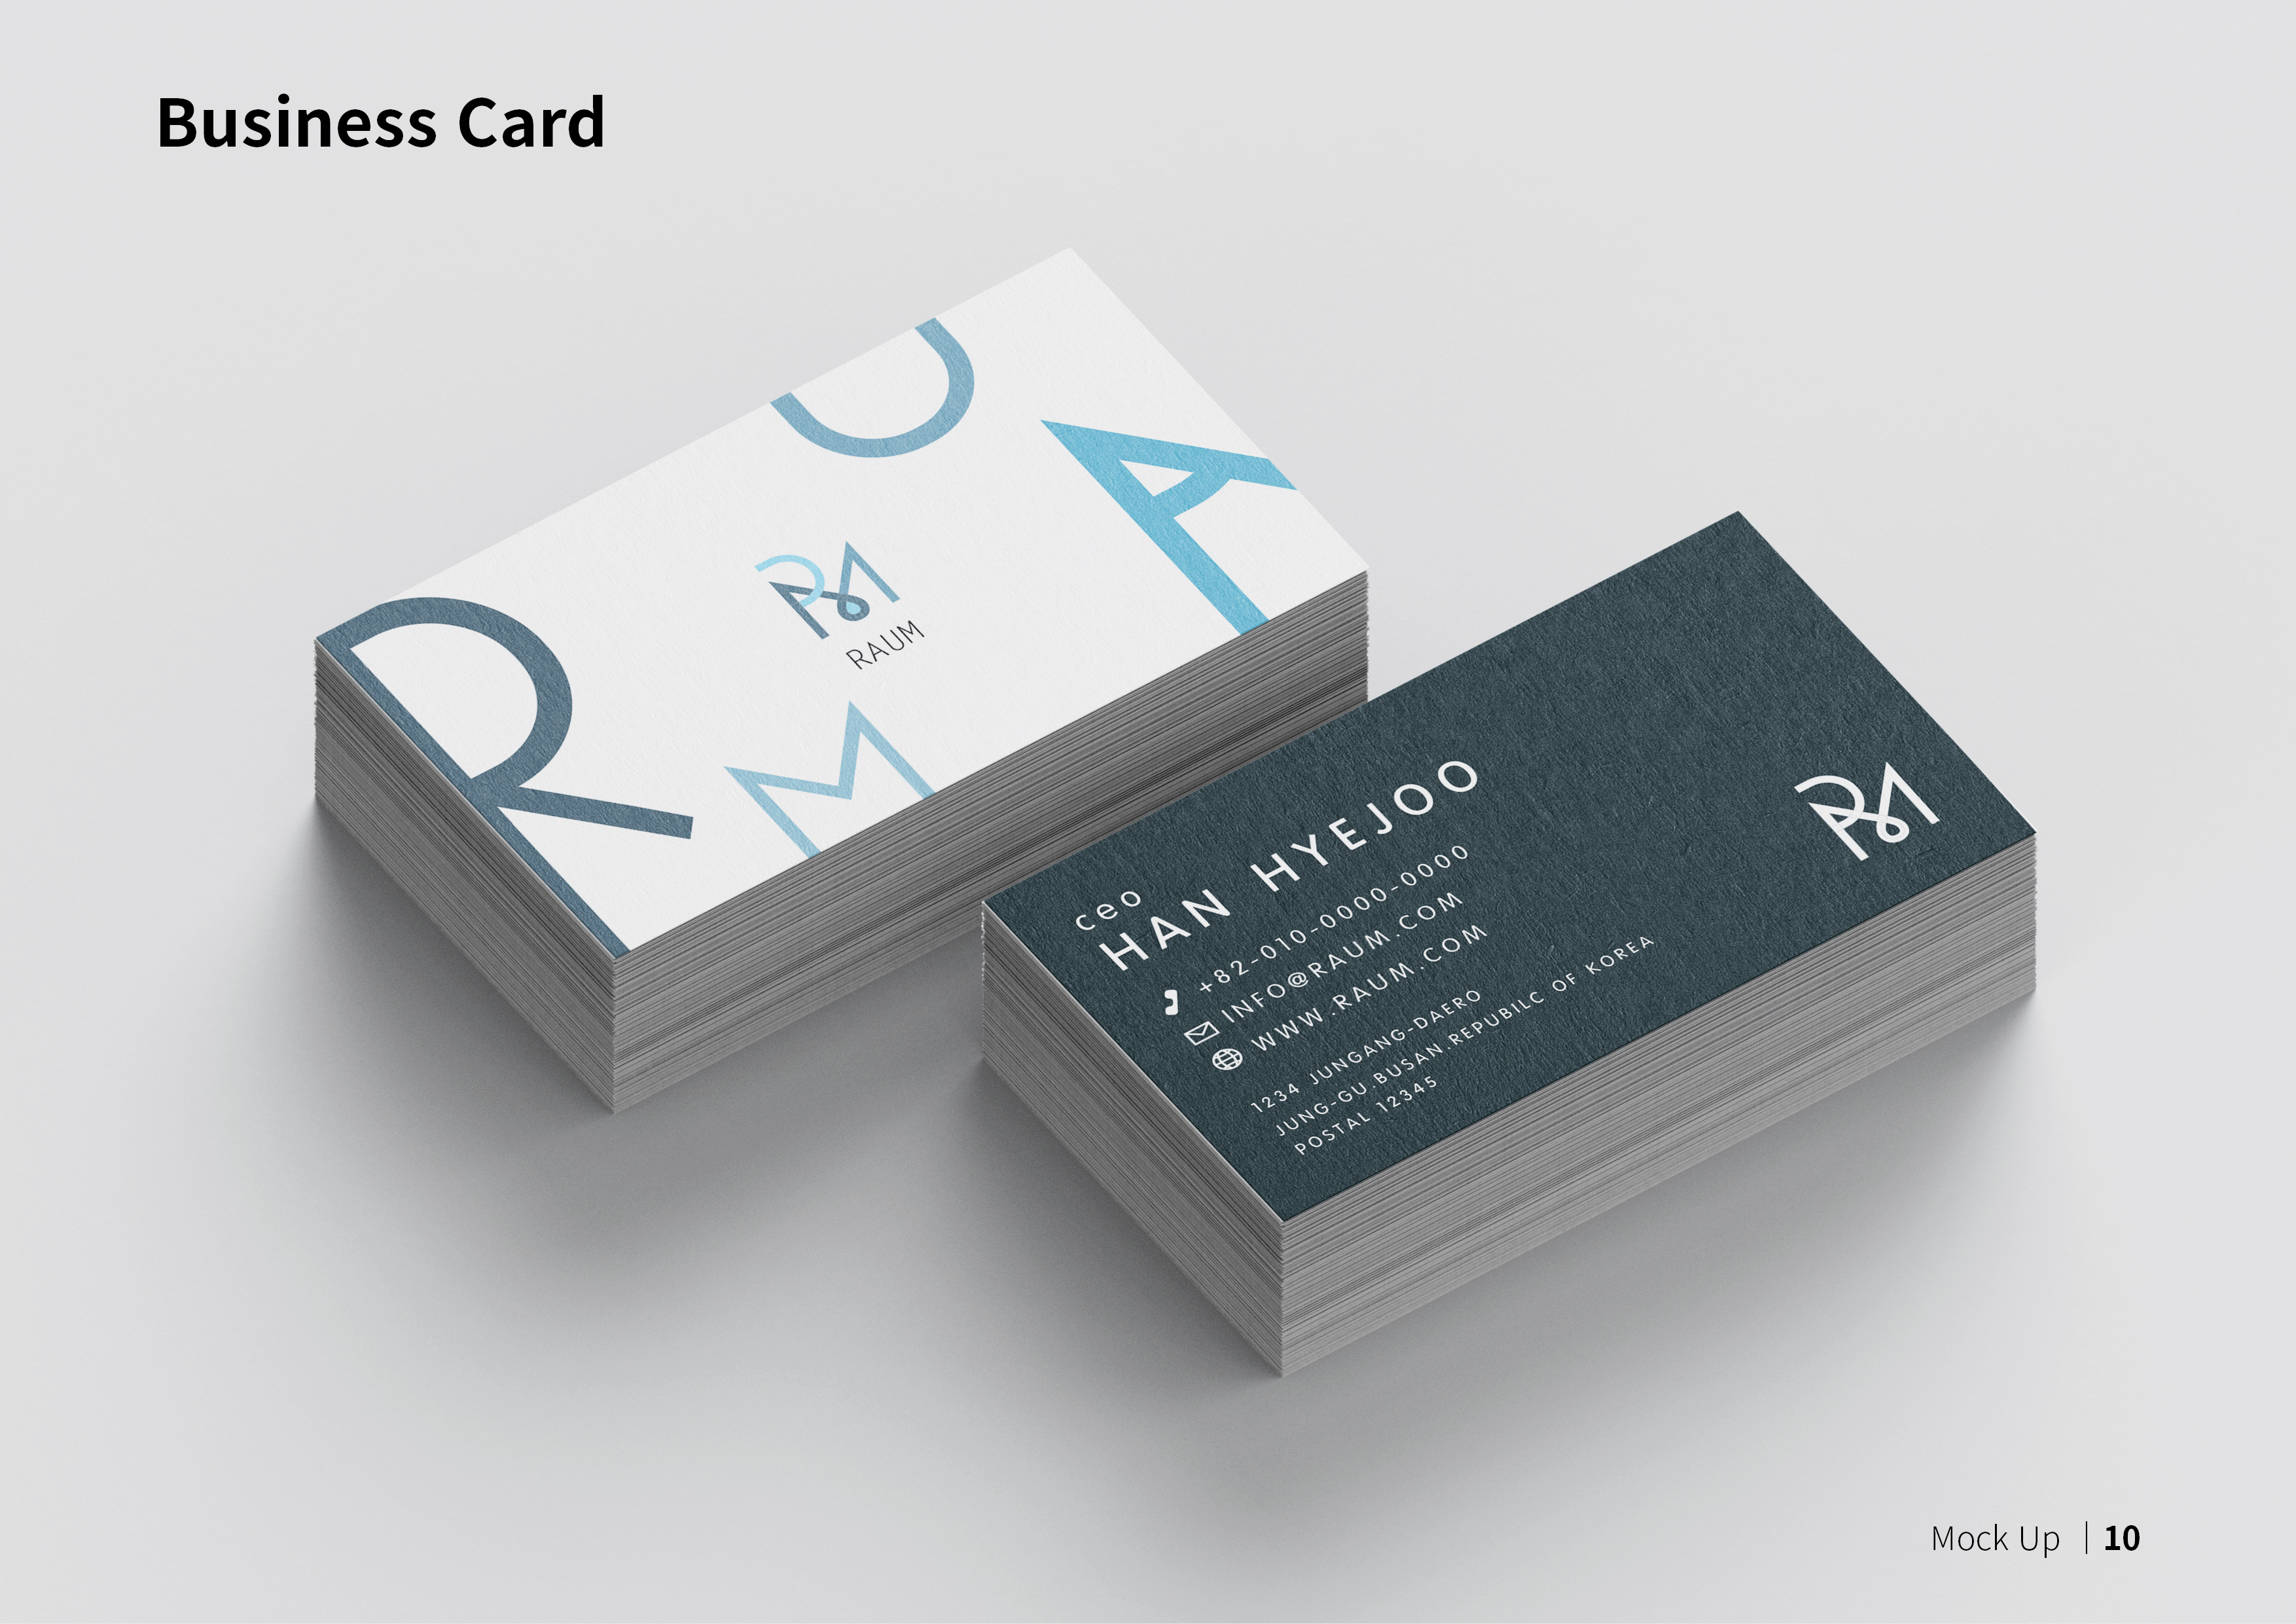 Business Card
U
A
R
M
RM
RAUM
ceo
HAN HYEJOO
+82-010-0000-0000
INFO@RAUM.COM
WWW.RAUM.COM
1234 JUNGANG-DAERO
JUNG-GU.BUSAN.REPUBILC OF KOREA
POSTAL 12345
RM
Mock Up | 10